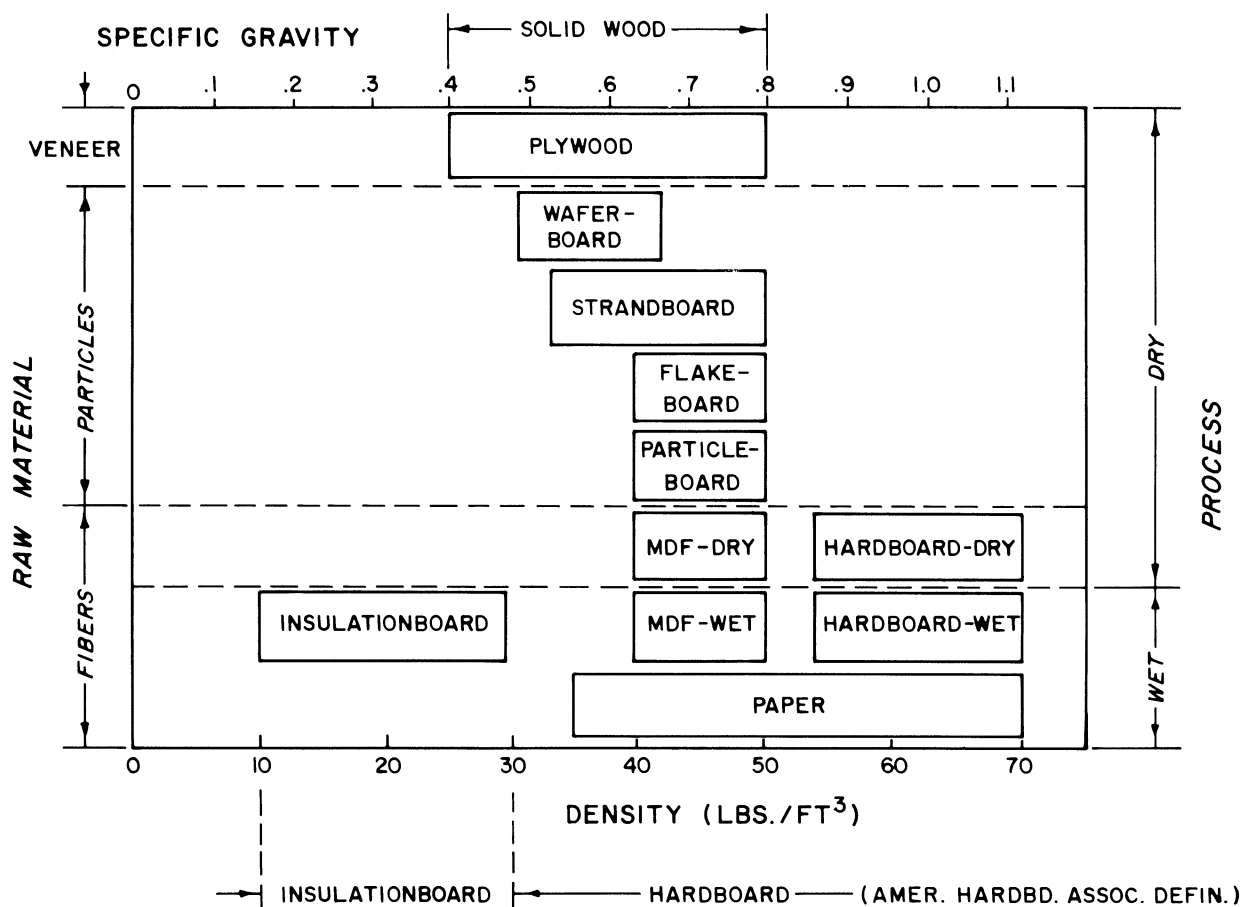 SOLID WOOD
SPECIFIC GRAVITY
0 .1 .2 .3 .4 .5 .6 .7 .8 .9 1.0 1.1
VENEER
PLYWOOD
WAFER-
BOARD
STRANDBOARD
FLAKE-
BOARD
PARTICLE-
BOARD
MDF-DRY HARDBOARD-DRY
INSULATIONBOARD MDF-WET HARDBOARD-WET
PAPER
RAW MATERIAL
PARTICLES
FIBERS
DRY
WET
PROCESS
0 10 20 30 40 50 60 70
DENSITY (LBS./FT³)
INSULATIONBOARD HARDBOARD (AMER. HARDBD. ASSOC. DEFIN.)